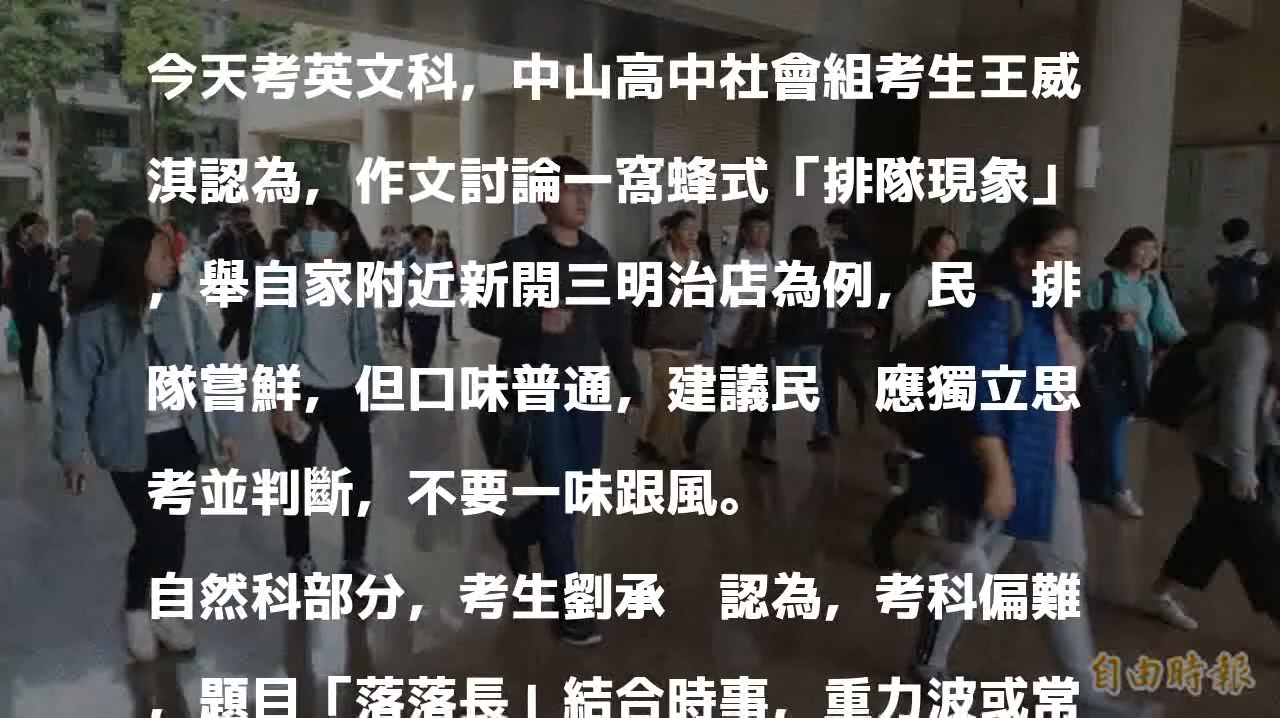 今天考英文科，中山高中社會組考生王威
淇認為，作文討論一窩蜂式「排隊現象」
，舉自家附近新開三明治店為例，民　排
隊嘗鮮，但口味普通，建議民　應獨立思
考並判斷，不要一味跟風。
自然科部分，考生劉承　認為，考科偏難
，題目「落落長」結合時事，重力波或常
自由時報